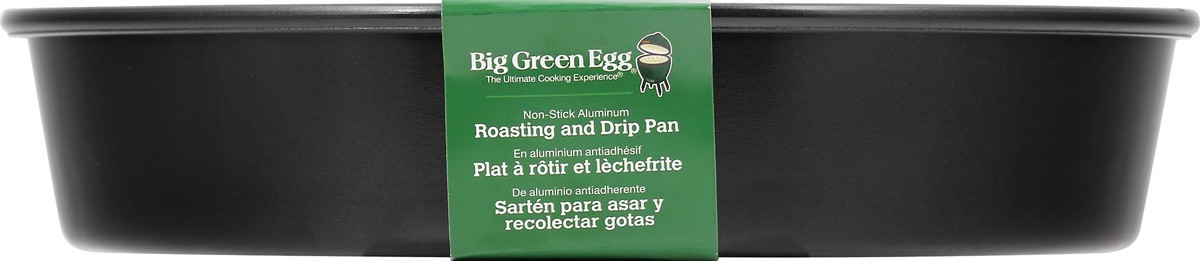 Big Green Egg®
The Ultimate Cooking Experience®
Non-Stick Aluminum
Roasting and Drip Pan
En aluminium antiadhésif
Plat à rôtir et lèchefrite
De aluminio antiadherente
Sartén para asar y
recolectar gotas